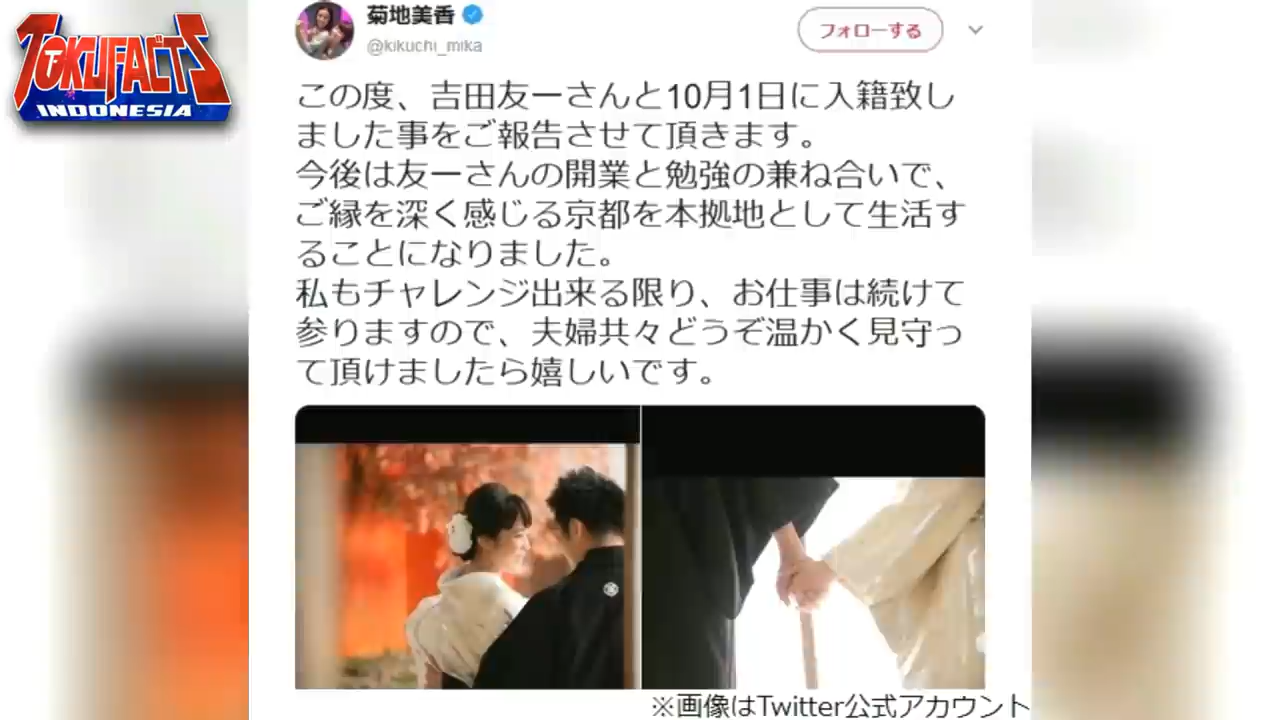 TOKUFACTS
INDONESIA
菊地美香
@kikuchi_mika
フォローする
この度、吉田友一さんと10月1日に入籍致し
ました事をご報告させて頂きます。
今後は友一さんの開業と勉強の兼ね合いで、
ご縁を深く感じる京都を本拠地として生活す
ることになりました。
私もチャレンジ出来る限り、お仕事は続けて
参りますので、夫婦共々どうぞ温かく見守っ
て頂けましたら嬉しいです。
※画像はTwitter公式アカウント